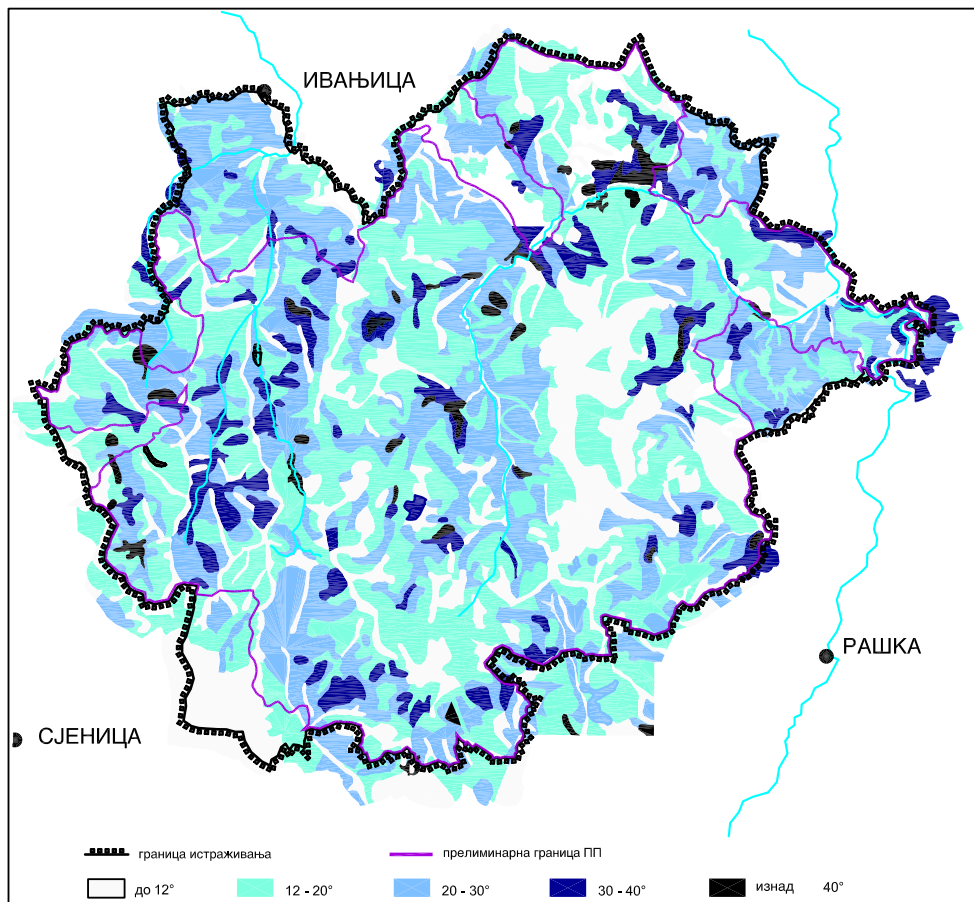 ИВАЊИЦА
РАШКА
СЈЕНИЦА
граница истраживања
прелиминарна граница ПП
до 12°
12 - 20°
20 - 30°
30 - 40°
изнад 40°